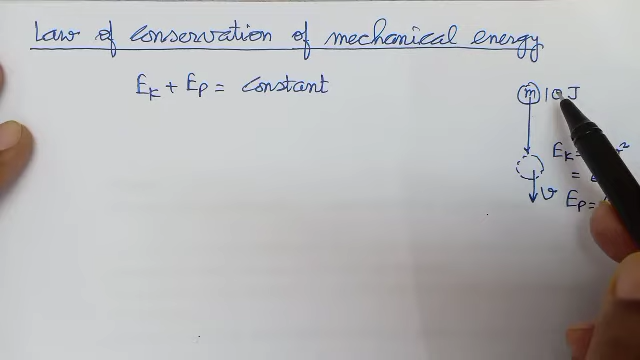 Law of conservation of mechanical energy
Ek + Ep = constant
m 10 J
Ek =
=
v
Ep =